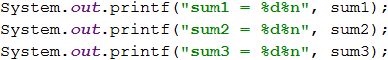 System.out.printf("sum1 = %d%n", sum1);
System.out.printf("sum2 = %d%n", sum2);
System.out.printf("sum3 = %d%n", sum3);